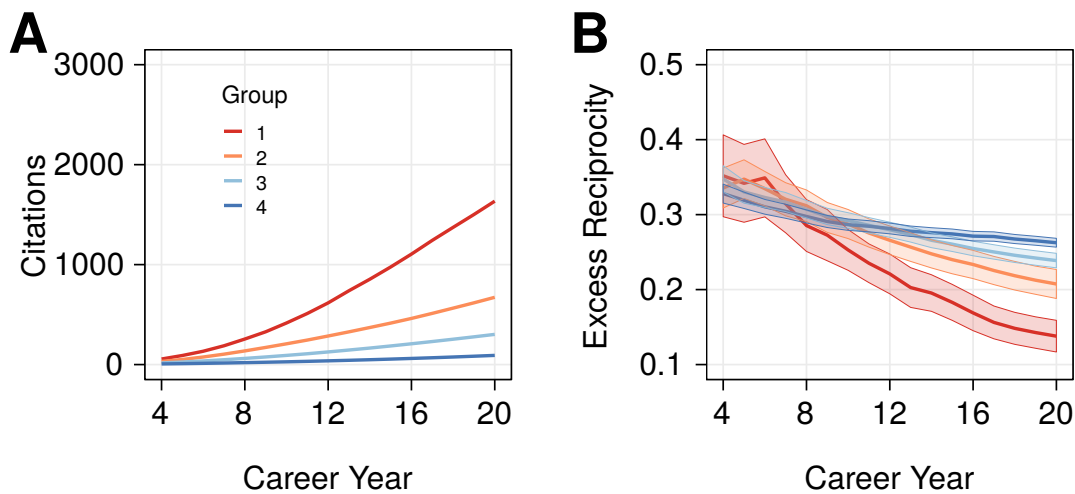 A
Citations
3000
2000
1000
0
Group
1
2
3
4
4 8 12 16 20
Career Year
B
Excess Reciprocity
0.5
0.4
0.3
0.2
0.1
4 8 12 16 20
Career Year